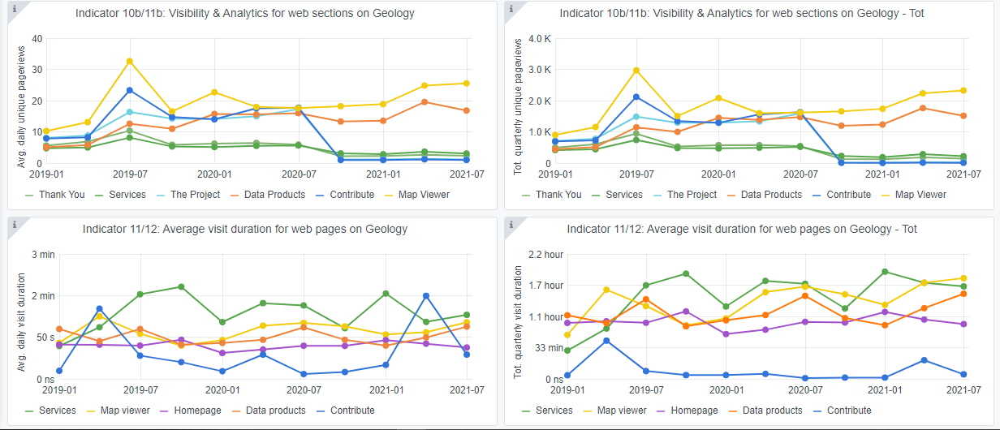 i
Indicator 10b/11b: Visibility & Analytics for web sections on Geology
Avg. daily unique pageviews
40
30
20
10
0
2019-01 2019-07 2020-01 2020-07 2021-01 2021-07
Thank You Services The Project Data Products Contribute Map Viewer
i
Indicator 10b/11b: Visibility & Analytics for web sections on Geology - Tot
Tot. quarterly unique pageviews
4.0 K
3.0 K
2.0 K
1.0 K
0
2019-01 2019-07 2020-01 2020-07 2021-01 2021-07
Thank You Services The Project Data Products Contribute Map Viewer
i
Indicator 11/12: Average visit duration for web pages on Geology
Avg. daily visit duration
3 min
2 min
50 s
0 ns
2019-01 2019-07 2020-01 2020-07 2021-01 2021-07
Services Map viewer Homepage Data products Contribute
i
Indicator 11/12: Average visit duration for web pages on Geology - Tot
Tot. quarterly visit duration
2.2 hour
1.7 hour
1.1 hour
33 min
0 ns
2019-01 2019-07 2020-01 2020-07 2021-01 2021-07
Services Map viewer Homepage Data products Contribute